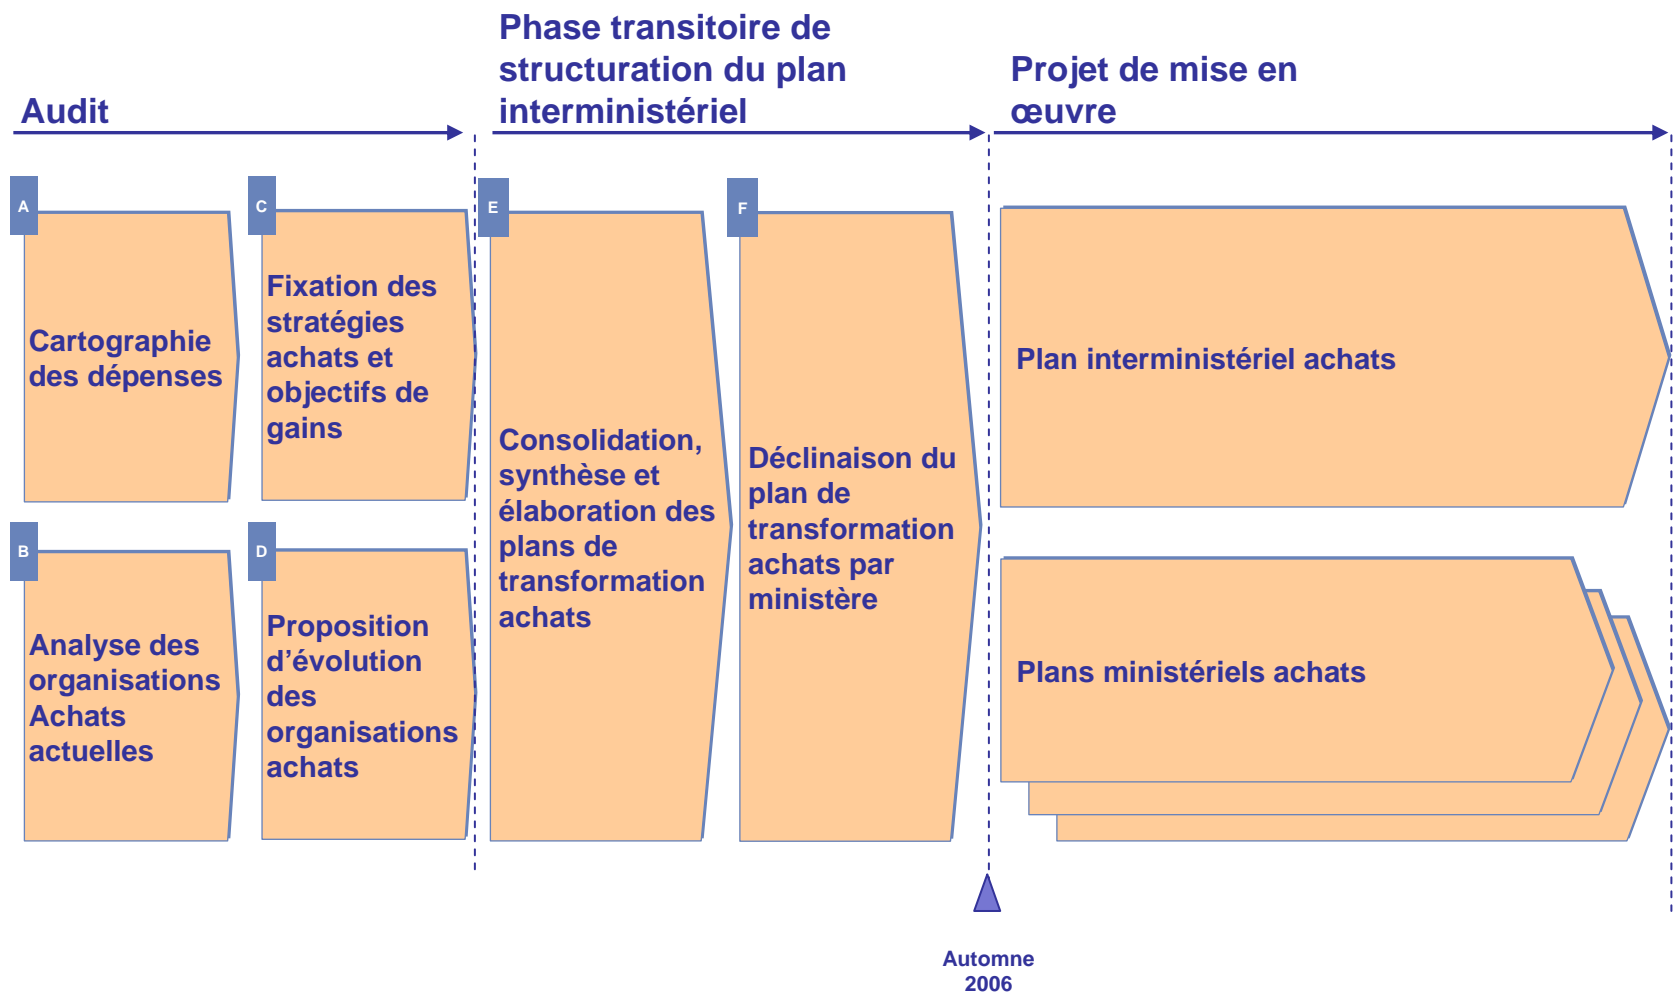 Audit
Phase transitoire de
structuration du plan
interministériel
Projet de mise en
œuvre
A
Cartographie
des dépenses
C
Fixation des
stratégies
achats et
objectifs de
gains
B
Analyse des
organisations
Achats
actuelles
D
Proposition
d’évolution
des
organisations
achats
E
Consolidation,
synthèse et
élaboration des
plans de
transformation
achats
F
Déclinaison du
plan de
transformation
achats par
ministère
Plan interministériel achats
Plans ministériels achats
Automne
2006